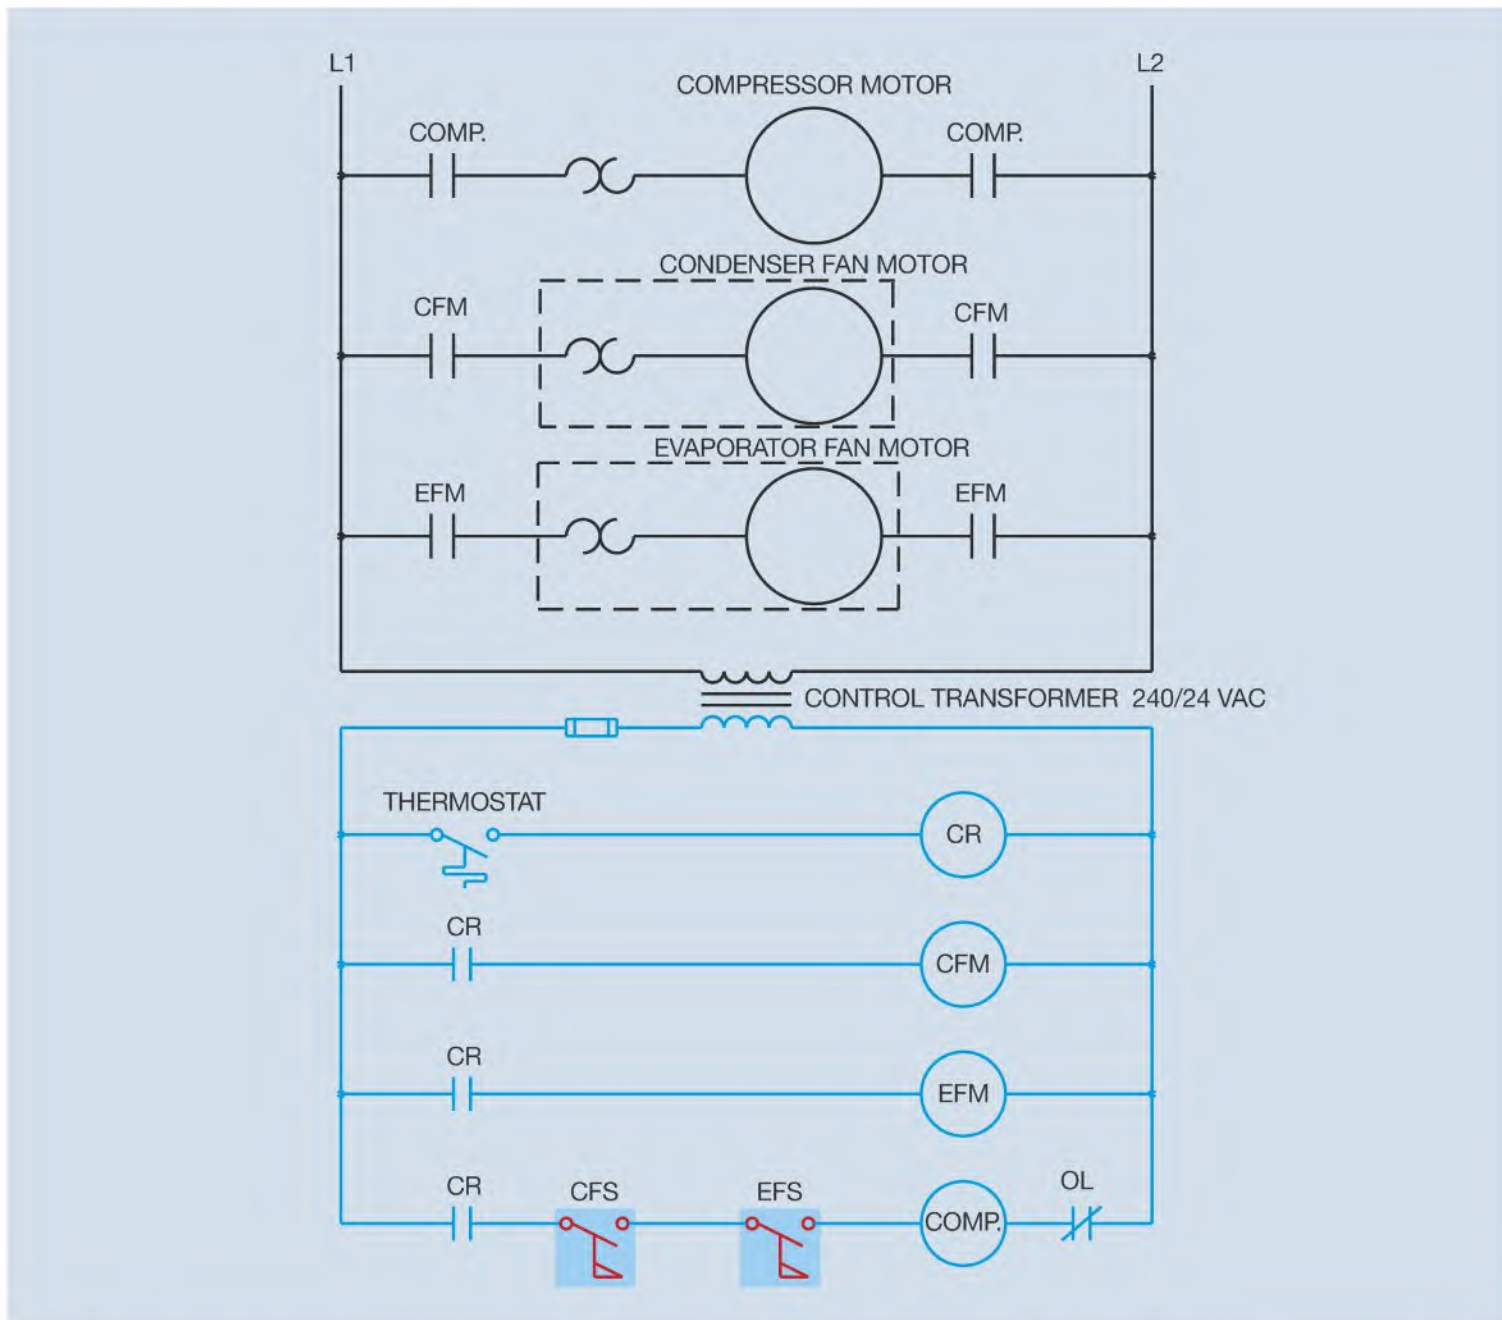 L1
L2
COMPRESSOR MOTOR
COMP.
COMP.
CONDENSER FAN MOTOR
CFM
CFM
EVAPORATOR FAN MOTOR
EFM
EFM
CONTROL TRANSFORMER 240/24 VAC
THERMOSTAT
CR
CR
CFM
CR
EFM
CR
CFS
EFS
COMP.
OL